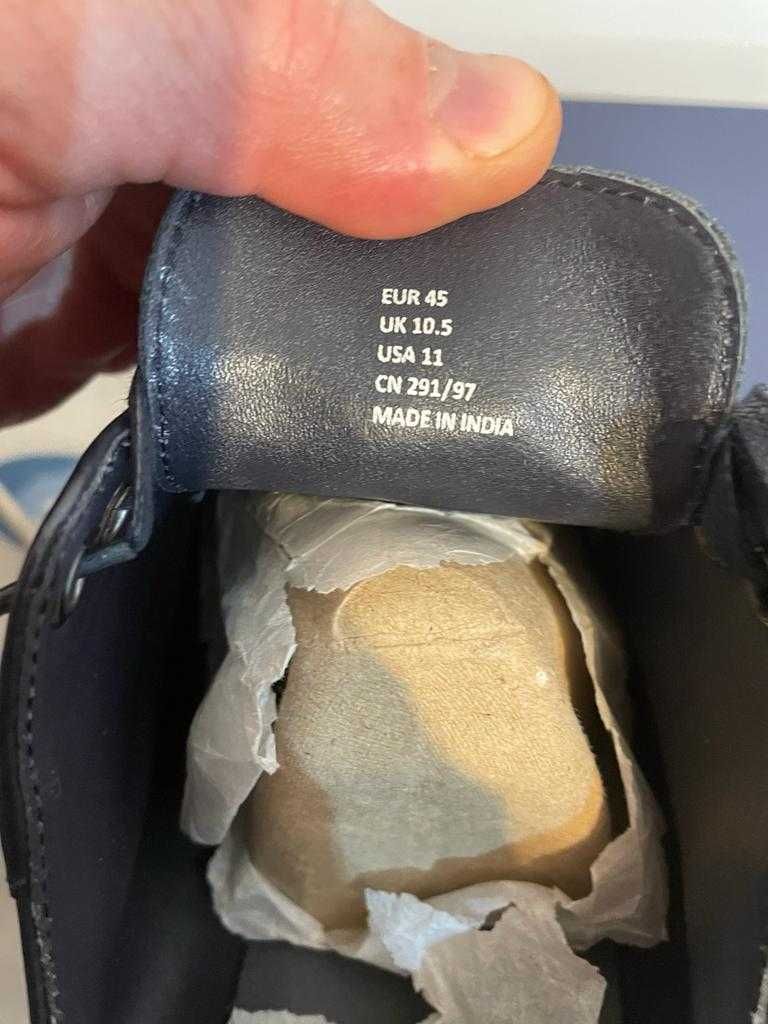 EUR 45
UK 10.5
USA 11
CN 291/97
MADE IN INDIA